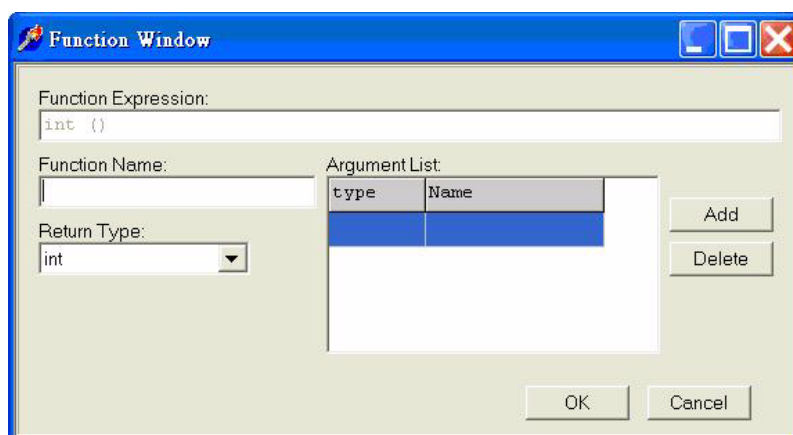 Function Window
Function Expression:
int ()
Function Name:
Argument List:
type Name
Return Type:
int
Add
Delete
OK Cancel